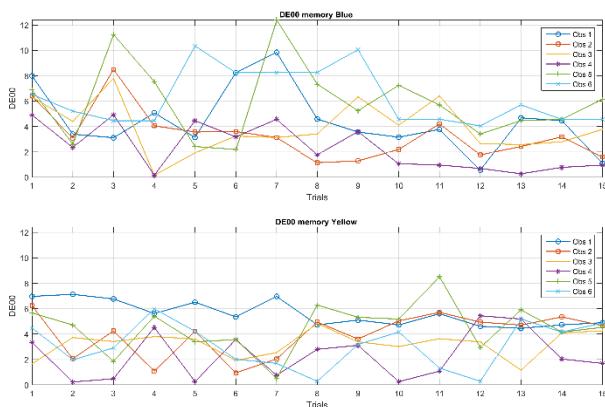 DE00 memory Blue
12
10
8
6
4
2
0
DE00
1 2 3 4 5 6 7 8 9 10 11 12 13 14 15
Trials
Obs 1
Obs 2
Obs 3
Obs 4
Obs 5
Obs 6
DE00 memory Yellow
12
10
8
6
4
2
0
DE00
1 2 3 4 5 6 7 8 9 10 11 12 13 14 15
Trials
Obs 1
Obs 2
Obs 3
Obs 4
Obs 5
Obs 6